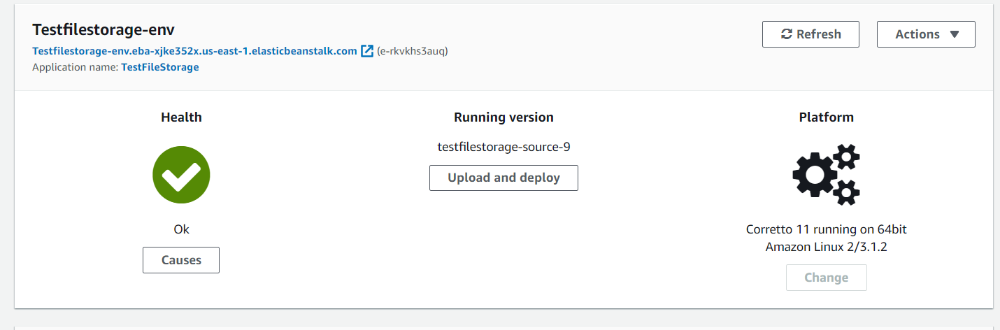 Testfilestorage-env
Refresh
Actions
Testfilestorage-env.eba-xjke352x.us-east-1.elasticbeanstalk.com (e-rkvkhs3auq)
Application name: TestFileStorage
Health
Running version
Platform
testfilestorage-source-9
Upload and deploy
Ok
Corretto 11 running on 64bit
Amazon Linux 2/3.1.2
Causes
Change